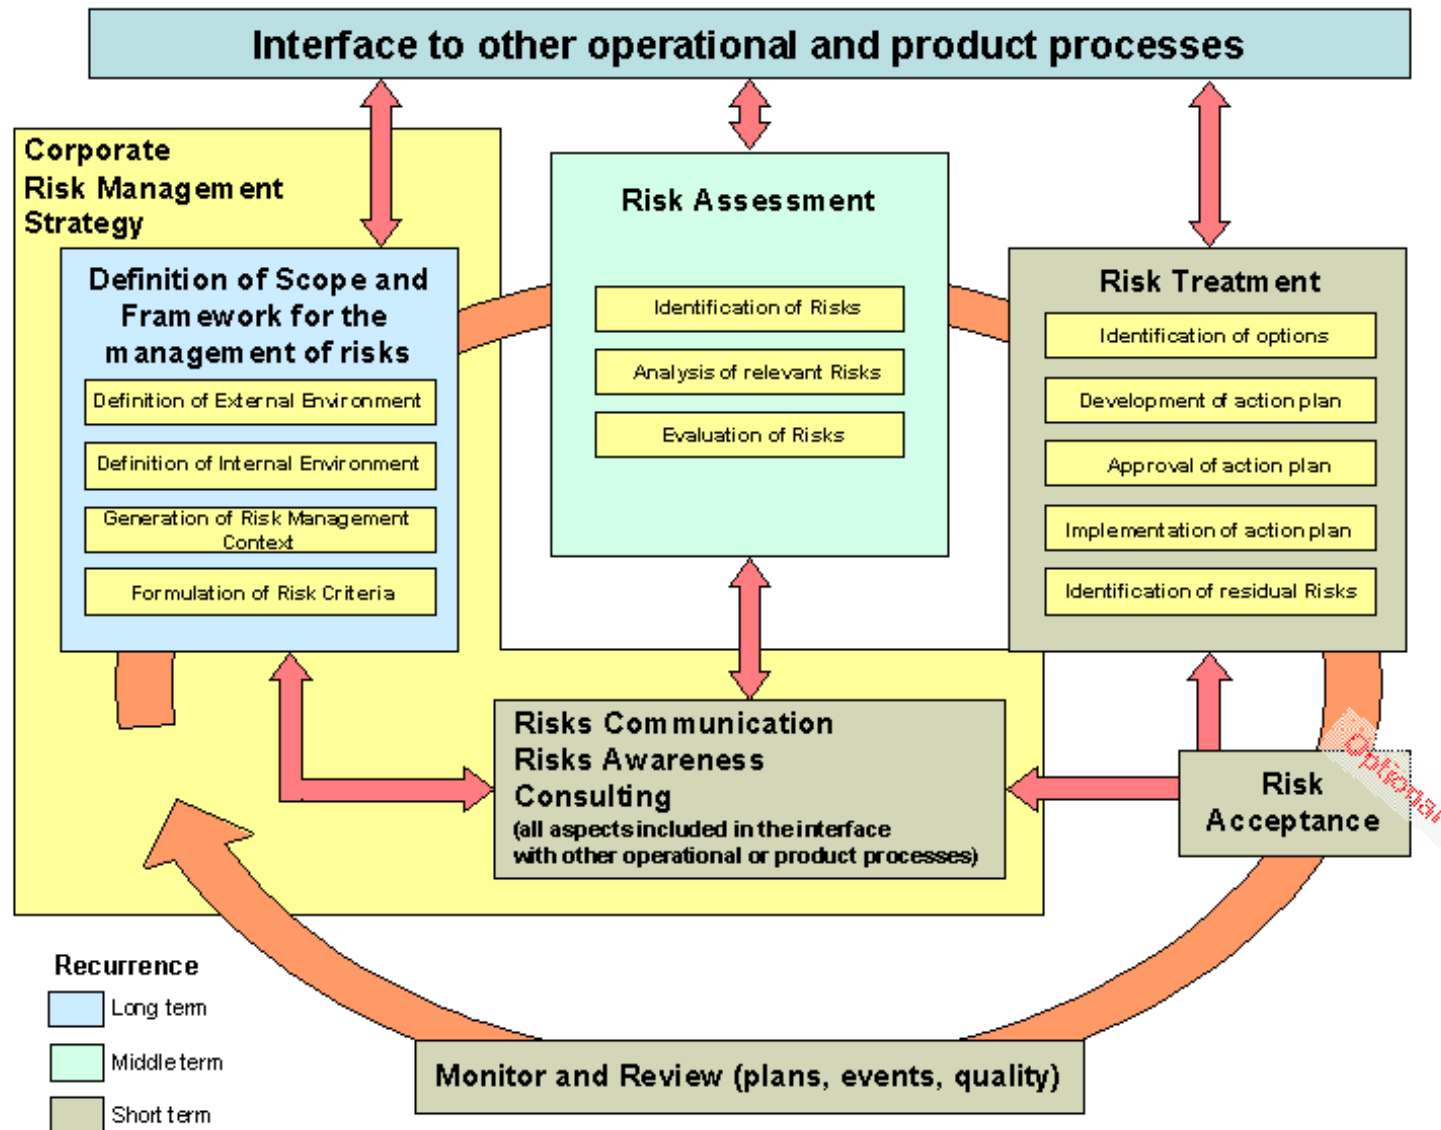 Interface to other operational and product processes
Corporate
Risk Management
Strategy
Definition of Scope and
Framework for the
management of risks
Definition of External Environment
Definition of Internal Environment
Generation of Risk Management
Context
Formulation of Risk Criteria
Risk Assessment
Identification of Risks
Analysis of relevant Risks
Evaluation of Risks
Risk Treatment
Identification of options
Development of action plan
Approval of action plan
Implementation of action plan
Identification of residual Risks
Risks Communication
Risks Awareness
Consulting
(all aspects included in the interface
with other operational or product processes)
Optional
Risk
Acceptance
Monitor and Review (plans, events, quality)
Recurrence
Long term
Middle term
Short term